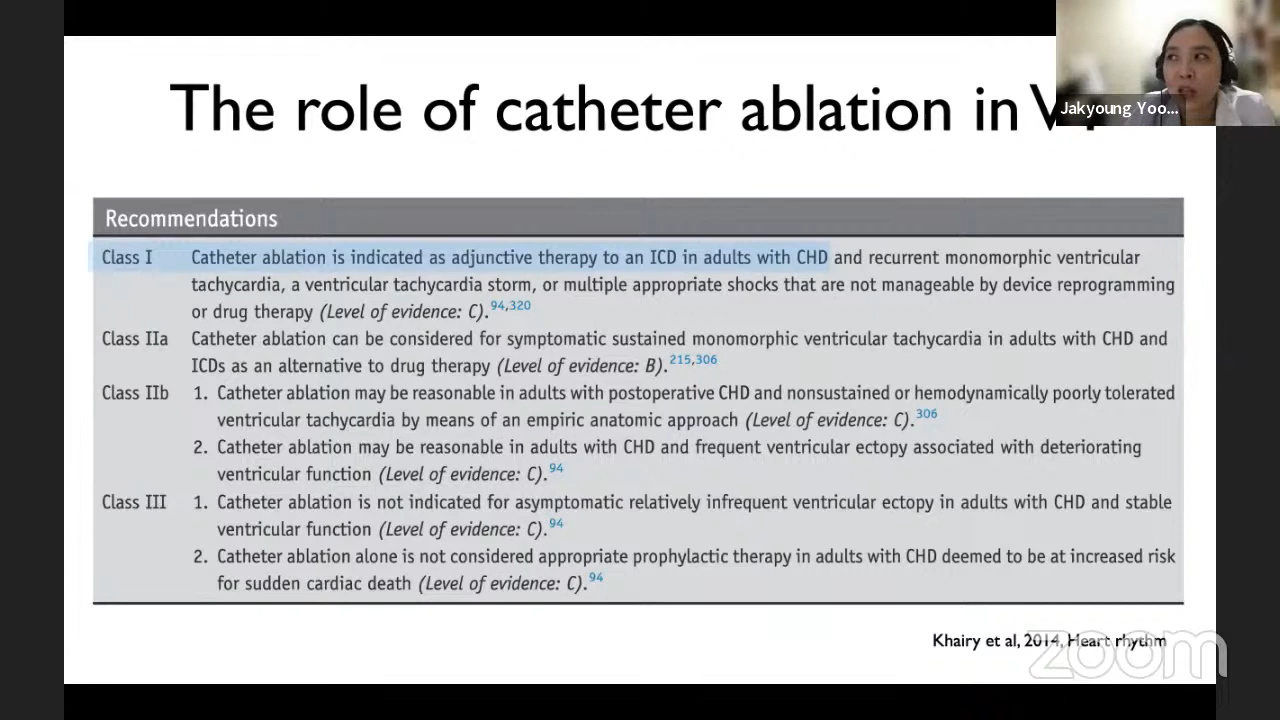 The role of catheter ablation in
Jakyoung Yoo...
Recommendations
Class I Catheter ablation is indicated as adjunctive therapy to an ICD in adults with CHD and recurrent monomorphic ventricular
tachycardia, a ventricular tachycardia storm, or multiple appropriate shocks that are not manageable by device reprogramming
or drug therapy (Level of evidence: C).94,320
Class IIa Catheter ablation can be considered for symptomatic sustained monomorphic ventricular tachycardia in adults with CHD and
ICDs as an alternative to drug therapy (Level of evidence: B).215,306
Class IIb 1. Catheter ablation may be reasonable in adults with postoperative CHD and nonsustained or hemodynamically poorly tolerated
ventricular tachycardia by means of an empiric anatomic approach (Level of evidence: C).306
2. Catheter ablation may be reasonable in adults with CHD and frequent ventricular ectopy associated with deteriorating
ventricular function (Level of evidence: C).94
Class III 1. Catheter ablation is not indicated for asymptomatic relatively infrequent ventricular ectopy in adults with CHD and stable
ventricular function (Level of evidence: C).94
2. Catheter ablation alone is not considered appropriate prophylactic therapy in adults with CHD deemed to be at increased risk
for sudden cardiac death (Level of evidence: C).94
Khairy et al, 2014, Heart rhythm
zoom